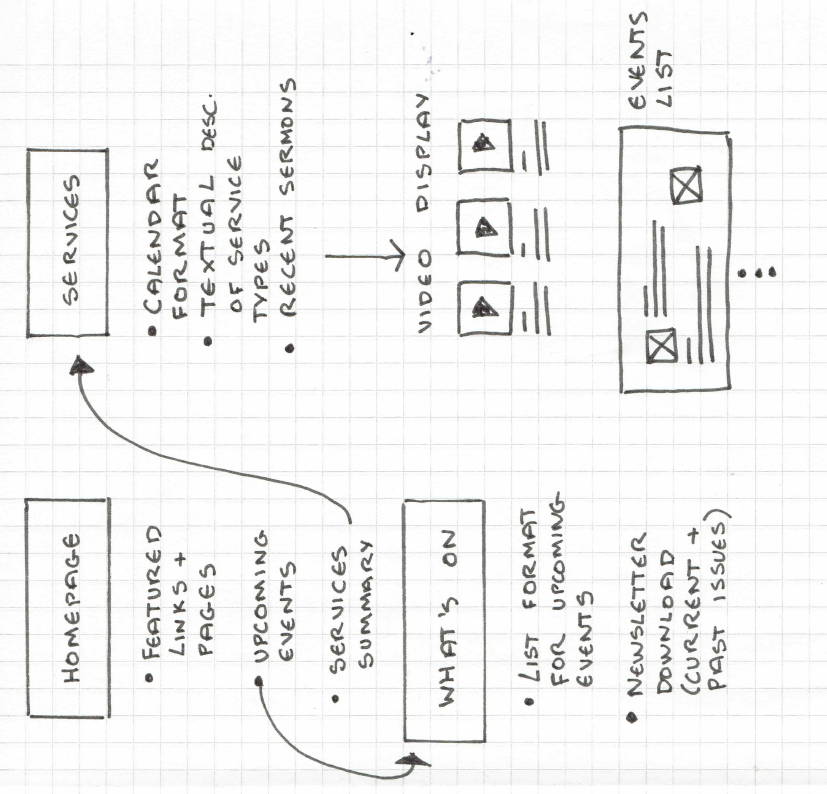 HOMEPAGE
• FEATURED
LINKS +
PAGES
• UPCOMING
EVENTS
• SERVICES
SUMMARY
WHAT'S ON
• LIST FORMAT
FOR UPCOMING
EVENTS
• NEWSLETTER
DOWNLOAD
(CURRENT +
PAST ISSUES)
SERVICES
• CALENDAR
FORMAT
• TEXTUAL DESC.
OF SERVICE
TYPES
• RECENT SERMONS
VIDEO DISPLAY
EVENTS
LIST